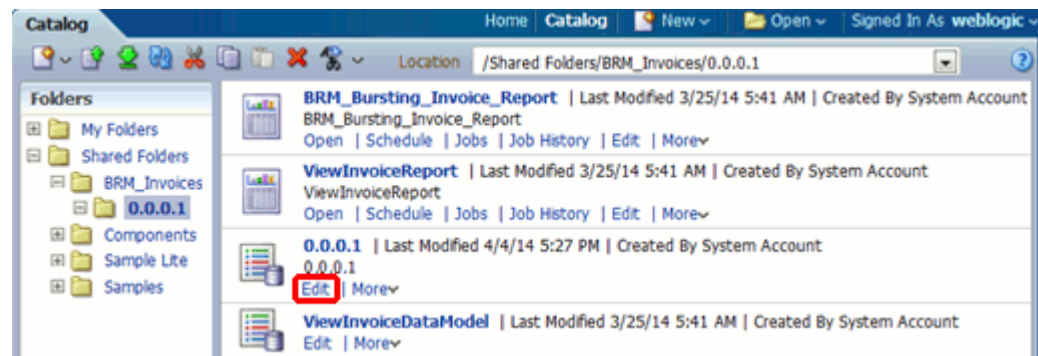 Catalog
Home Catalog New Open Signed In As weblogic
Location /Shared Folders/BRM_Invoices/0.0.0.1
Folders
My Folders
Shared Folders
BRM_Invoices
0.0.0.1
Components
Sample Lite
Samples
BRM_Bursting_Invoice_Report | Last Modified 3/25/14 5:41 AM | Created By System Account
BRM_Bursting_Invoice_Report
Open | Schedule | Jobs | Job History | Edit | More
ViewInvoiceReport | Last Modified 3/25/14 5:41 AM | Created By System Account
ViewInvoiceReport
Open | Schedule | Jobs | Job History | Edit | More
0.0.0.1 | Last Modified 4/4/14 5:27 PM | Created By System Account
0.0.0.1
Edit | More
ViewInvoiceDataModel | Last Modified 3/25/14 5:41 AM | Created By System Account
Edit | More